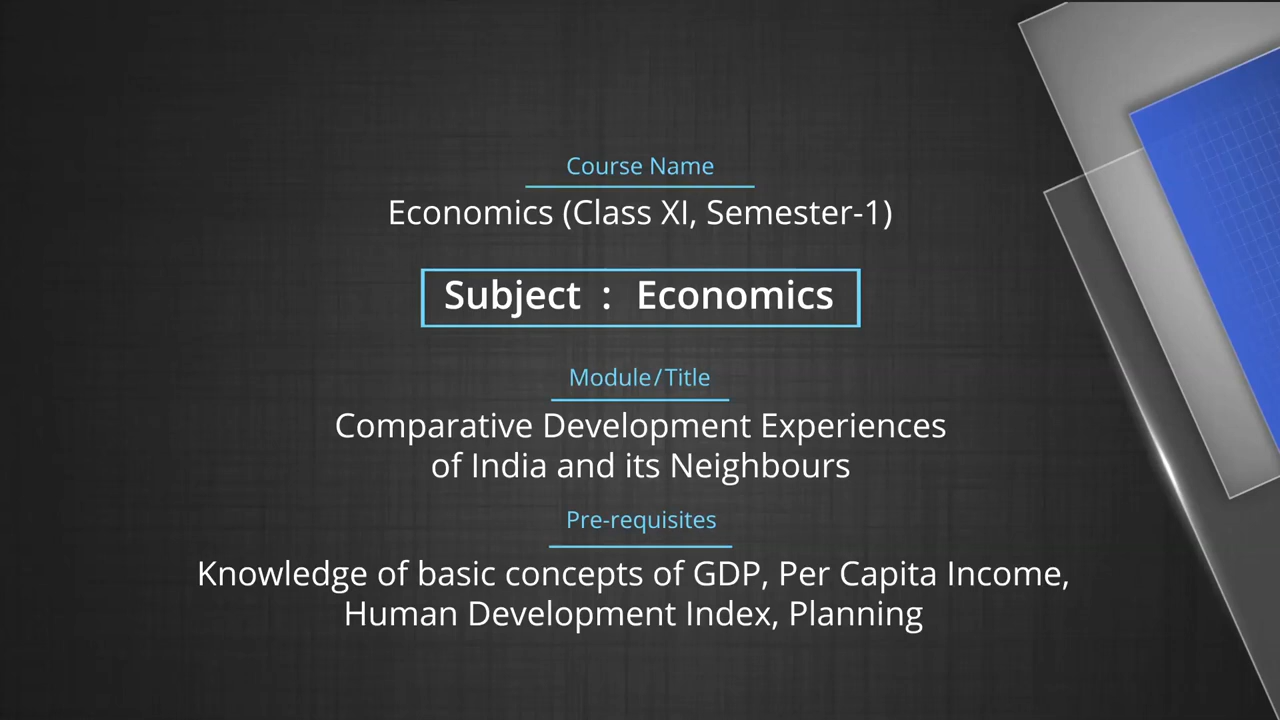 Course Name
Economics (Class XI, Semester-1)
Subject : Economics
Module/Title
Comparative Development Experiences
of India and its Neighbours
Pre-requisites
Knowledge of basic concepts of GDP, Per Capita Income,
Human Development Index, Planning